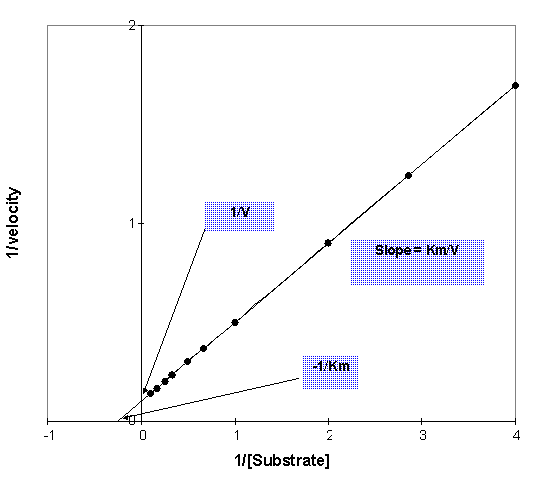 2
1/velocity
1/V
1
Slope = Km/V
-1/Km
0
-1 0 1 2 3 4
1/[Substrate]